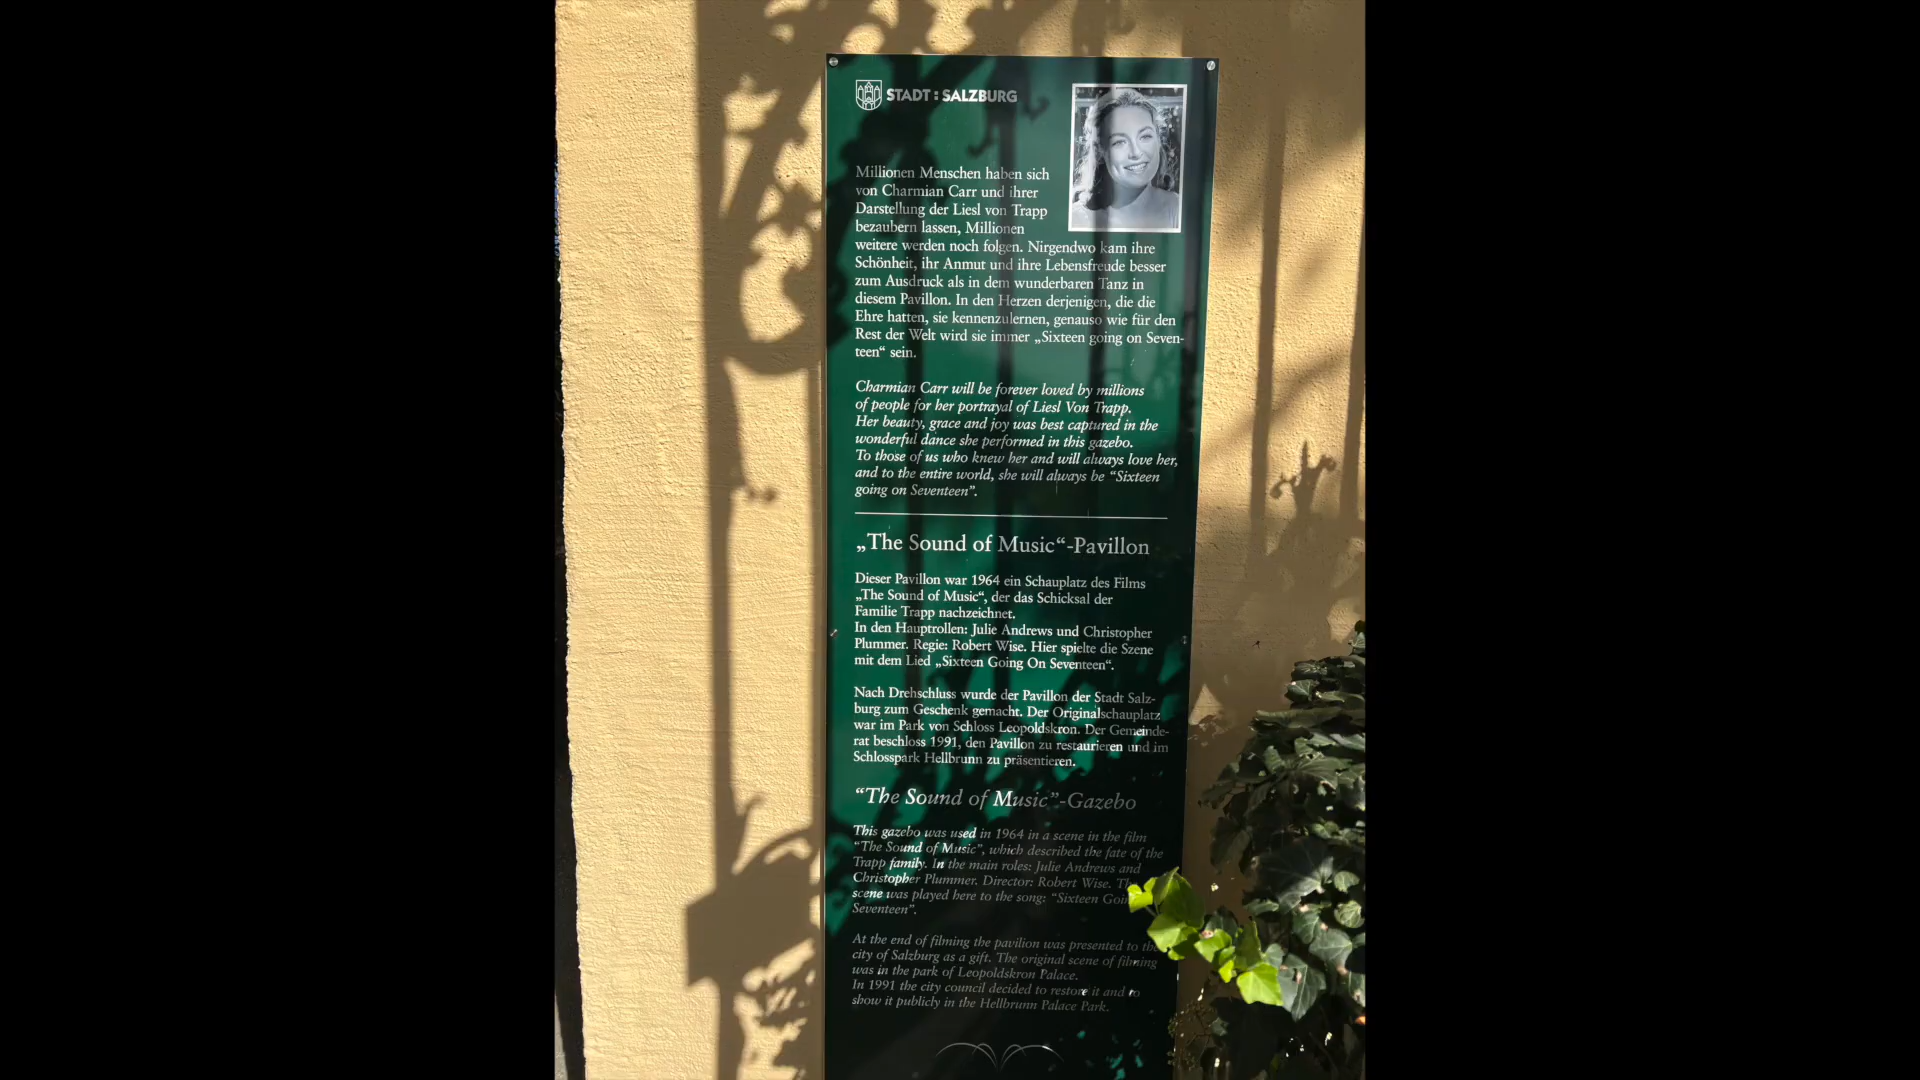 STADT : SALZBURG
Millionen Menschen haben sich
von Charmian Carr und ihrer
Darstellung der Liesl von Trapp
bezaubern lassen, Millionen
weitere werden noch folgen. Nirgendwo kam ihre
Schönheit, ihr Anmut und ihre Lebensfreude besser
zum Ausdruck als in dem wunderbaren Tanz in
diesem Pavillon. In den Herzen derjenigen, die die
Ehre hatten, sie kennenzulernen, genauso wie für den
Rest der Welt wird sie immer „Sixteen going on Seven-
teen“ sein.
Charmian Carr will be forever loved by millions
of people for her portrayal of Liesl Von Trapp.
Her beauty, grace and joy was best captured in the
wonderful dance she performed in this gazebo.
To those of us who knew her and will always love her,
and to the entire world, she will always be “Sixteen
going on Seventeen”.
„The Sound of Music“-Pavillon
Dieser Pavillon war 1964 ein Schauplatz des Films
„The Sound of Music“, der das Schicksal der
Familie Trapp nachzeichnet.
In den Hauptrollen: Julie Andrews und Christopher
Plummer. Regie: Robert Wise. Hier spielte die Szene
mit dem Lied „Sixteen Going On Seventeen“.
Nach Drehschluss wurde der Pavillon der Stadt Salz-
burg zum Geschenk gemacht. Der Originalschauplatz
war im Park von Schloss Leopoldskron. Der Gemeinde-
rat beschloss 1991, den Pavillon zu restaurieren und im
Schlosspark Hellbrunn zu präsentieren.
“The Sound of Music”-Gazebo
This gazebo was used in 1964 in a scene in the film
“The Sound of Music”, which described the fate of the
Trapp family. In the main roles: Julie Andrews and
Christopher Plummer. Director: Robert Wise.
scene was played here to the song: “Sixteen
Seventeen”.
At the end of filming the pavilion was presented to the
city of Salzburg as a gift. The original scene of filming
was in the park of Leopoldskron Palace.
In 1991 the city council decided to restore it and to
show it publicly in the Hellbrunn Palace Park.